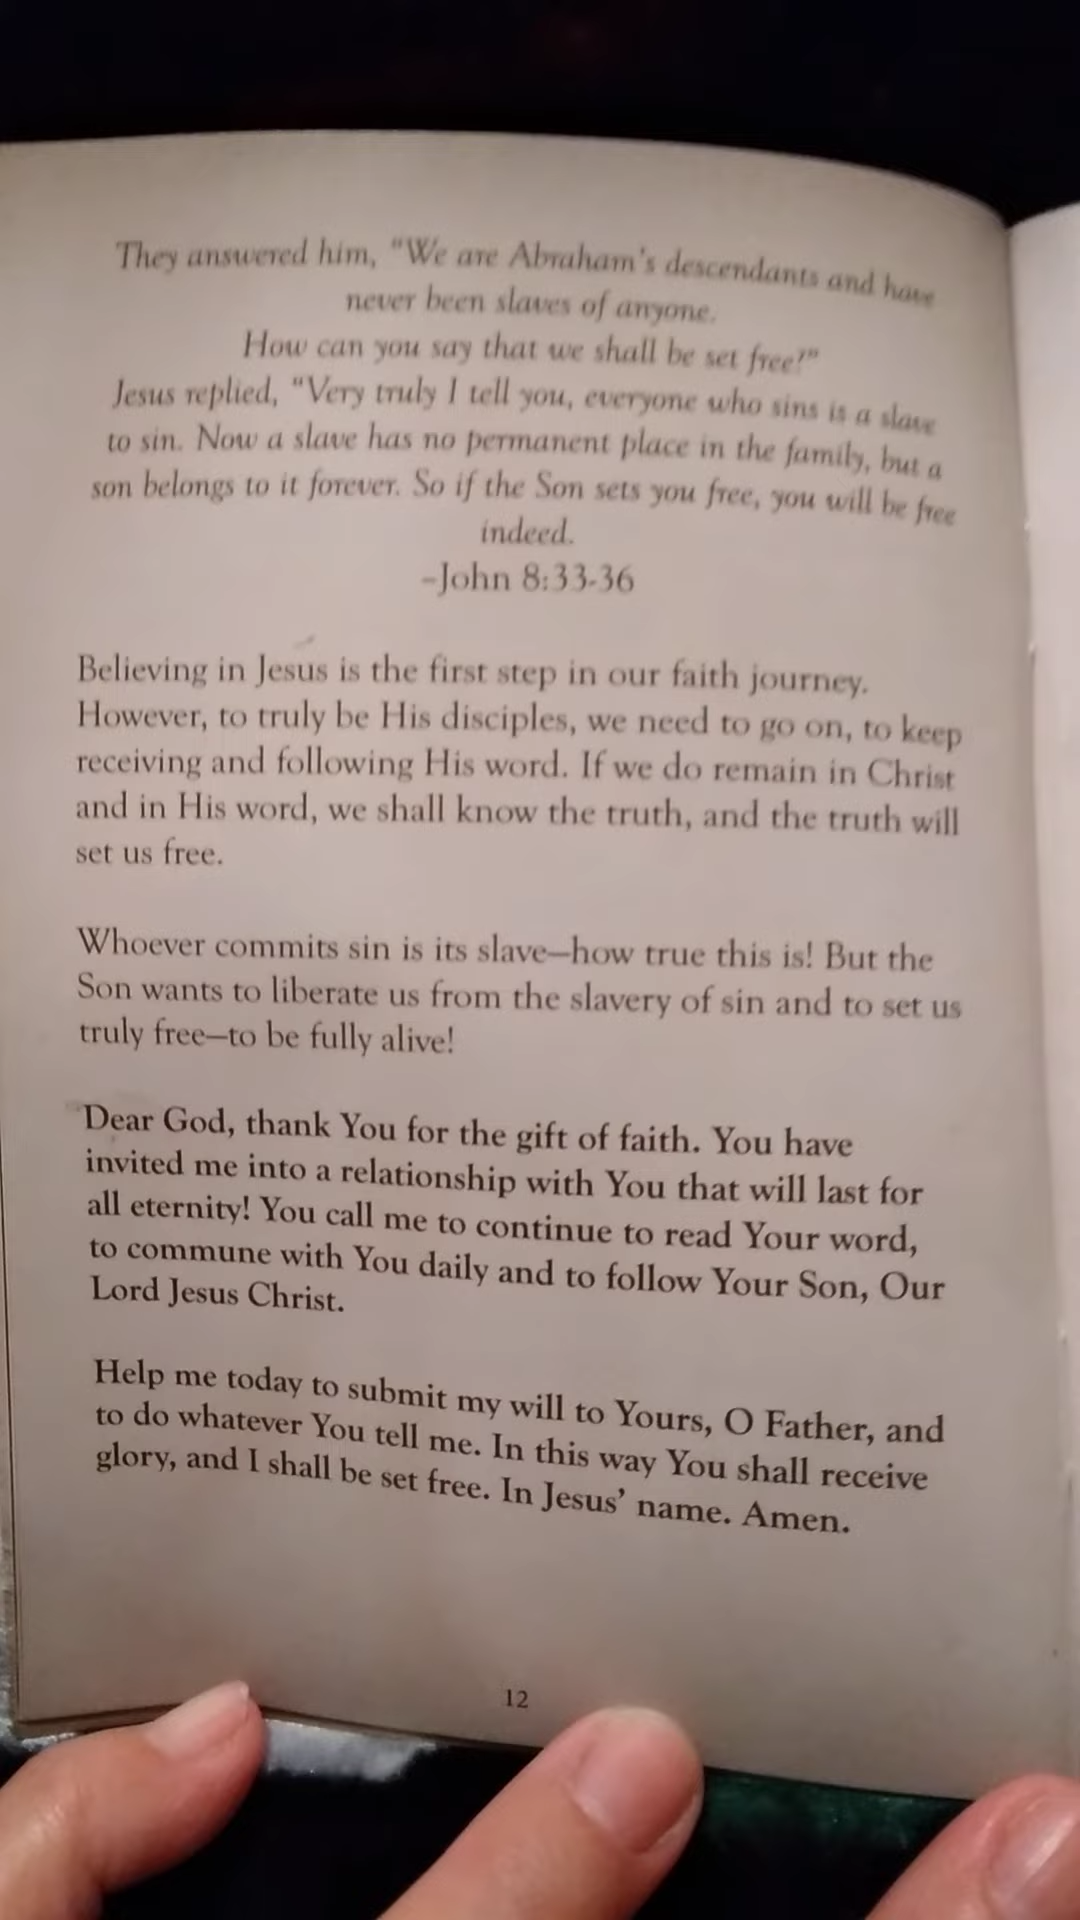 They answered him, "We are Abraham's descendants and have
never been slaves of anyone.
How can you say that we shall be set free?"
Jesus replied, "Very truly I tell you, everyone who sins is a slave
to sin. Now a slave has no permanent place in the family, but a
son belongs to it forever. So if the Son sets you free, you will be free
indeed.
–John 8:33-36
Believing in Jesus is the first step in our faith journey.
However, to truly be His disciples, we need to go on, to keep
receiving and following His word. If we do remain in Christ
and in His word, we shall know the truth, and the truth will
set us free.
Whoever commits sin is its slave—how true this is! But the
Son wants to liberate us from the slavery of sin and to set us
truly free—to be fully alive!
Dear God, thank You for the gift of faith. You have
invited me into a relationship with You that will last for
all eternity! You call me to continue to read Your word,
to commune with You daily and to follow Your Son, Our
Lord Jesus Christ.
Help me today to submit my will to Yours, O Father, and
to do whatever You tell me. In this way You shall receive
glory, and I shall be set free. In Jesus' name. Amen.
12